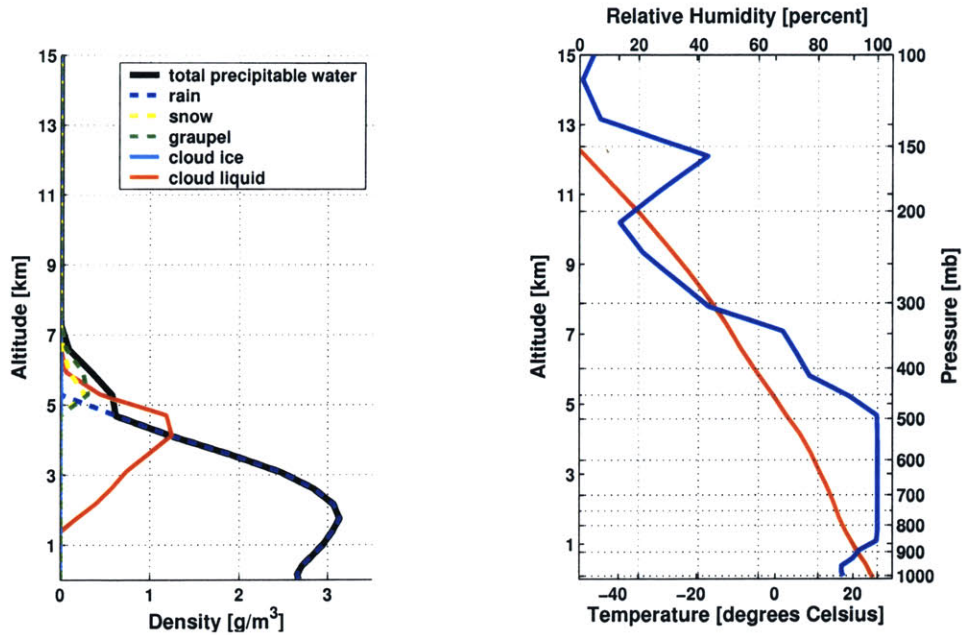 15
13
11
9
7
5
3
1
Altitude [km]
total precipitable water
rain
snow
graupel
cloud ice
cloud liquid
0 1 2 3
Density [g/m³]
Relative Humidity [percent]
0 20 40 60 80 100
15
13
11
9
7
5
3
1
Altitude [km]
100
150
200
300
400
500
600
700
800
900
1000
Pressure [mb]
-40 -20 0 20
Temperature [degrees Celsius]